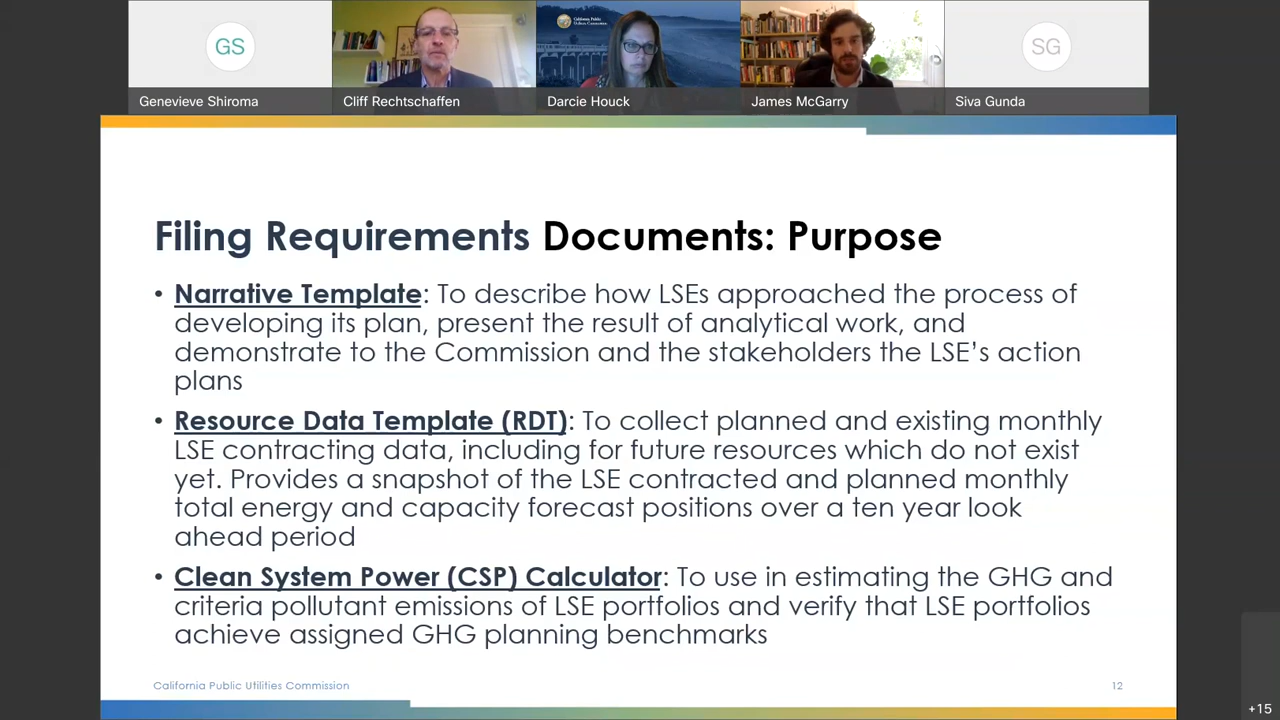 GS
SG
California Public
Utilities Commission
Genevieve Shiroma
Cliff Rechtschaffen
Darcie Houck
James McGarry
Siva Gunda
Filing Requirements Documents: Purpose
• Narrative Template: To describe how LSEs approached the process of
developing its plan, present the result of analytical work, and
demonstrate to the Commission and the stakeholders the LSE’s action
plans
• Resource Data Template (RDT): To collect planned and existing monthly
LSE contracting data, including for future resources which do not exist
yet. Provides a snapshot of the LSE contracted and planned monthly
total energy and capacity forecast positions over a ten year look
ahead period
• Clean System Power (CSP) Calculator: To use in estimating the GHG and
criteria pollutant emissions of LSE portfolios and verify that LSE portfolios
achieve assigned GHG planning benchmarks
California Public Utilities Commission
12
+15